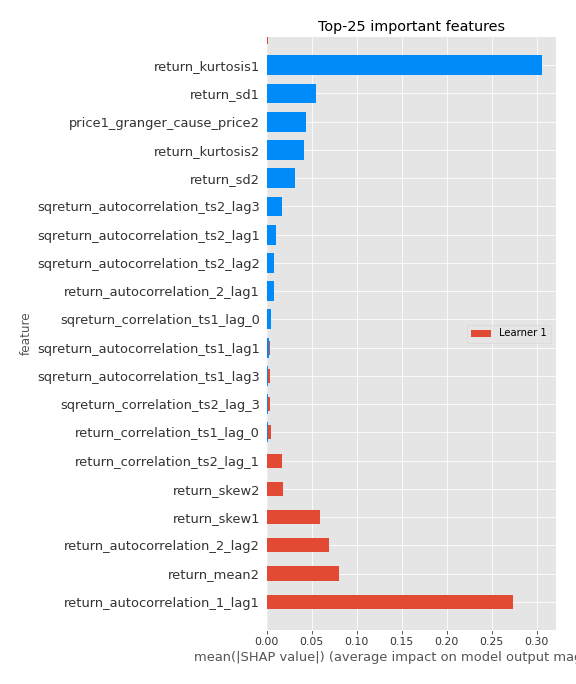 Top-25 important features
return_kurtosis1
return_sd1
price1_granger_cause_price2
return_kurtosis2
return_sd2
sqreturn_autocorrelation_ts2_lag3
sqreturn_autocorrelation_ts2_lag1
sqreturn_autocorrelation_ts2_lag2
return_autocorrelation_2_lag1
sqreturn_correlation_ts1_lag_0
sqreturn_autocorrelation_ts1_lag1
sqreturn_autocorrelation_ts1_lag3
sqreturn_correlation_ts2_lag_3
return_correlation_ts1_lag_0
return_correlation_ts2_lag_1
return_skew2
return_skew1
return_autocorrelation_2_lag2
return_mean2
return_autocorrelation_1_lag1
feature
Learner 1
0.00 0.05 0.10 0.15 0.20 0.25 0.30
mean(|SHAP value|) (average impact on model output mag